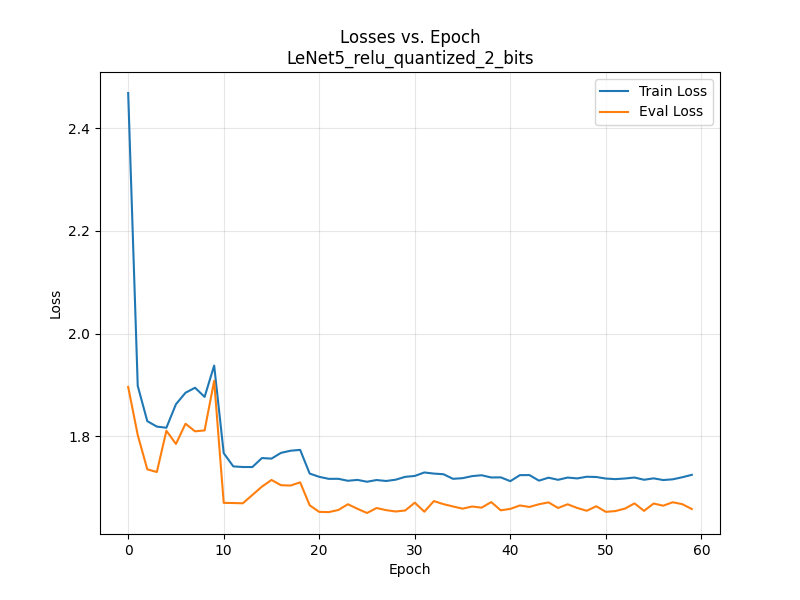 Losses vs. Epoch
LeNet5_relu_quantized_2_bits
Train Loss
Eval Loss
2.4
2.2
2.0
1.8
Loss
0 10 20 30 40 50 60
Epoch